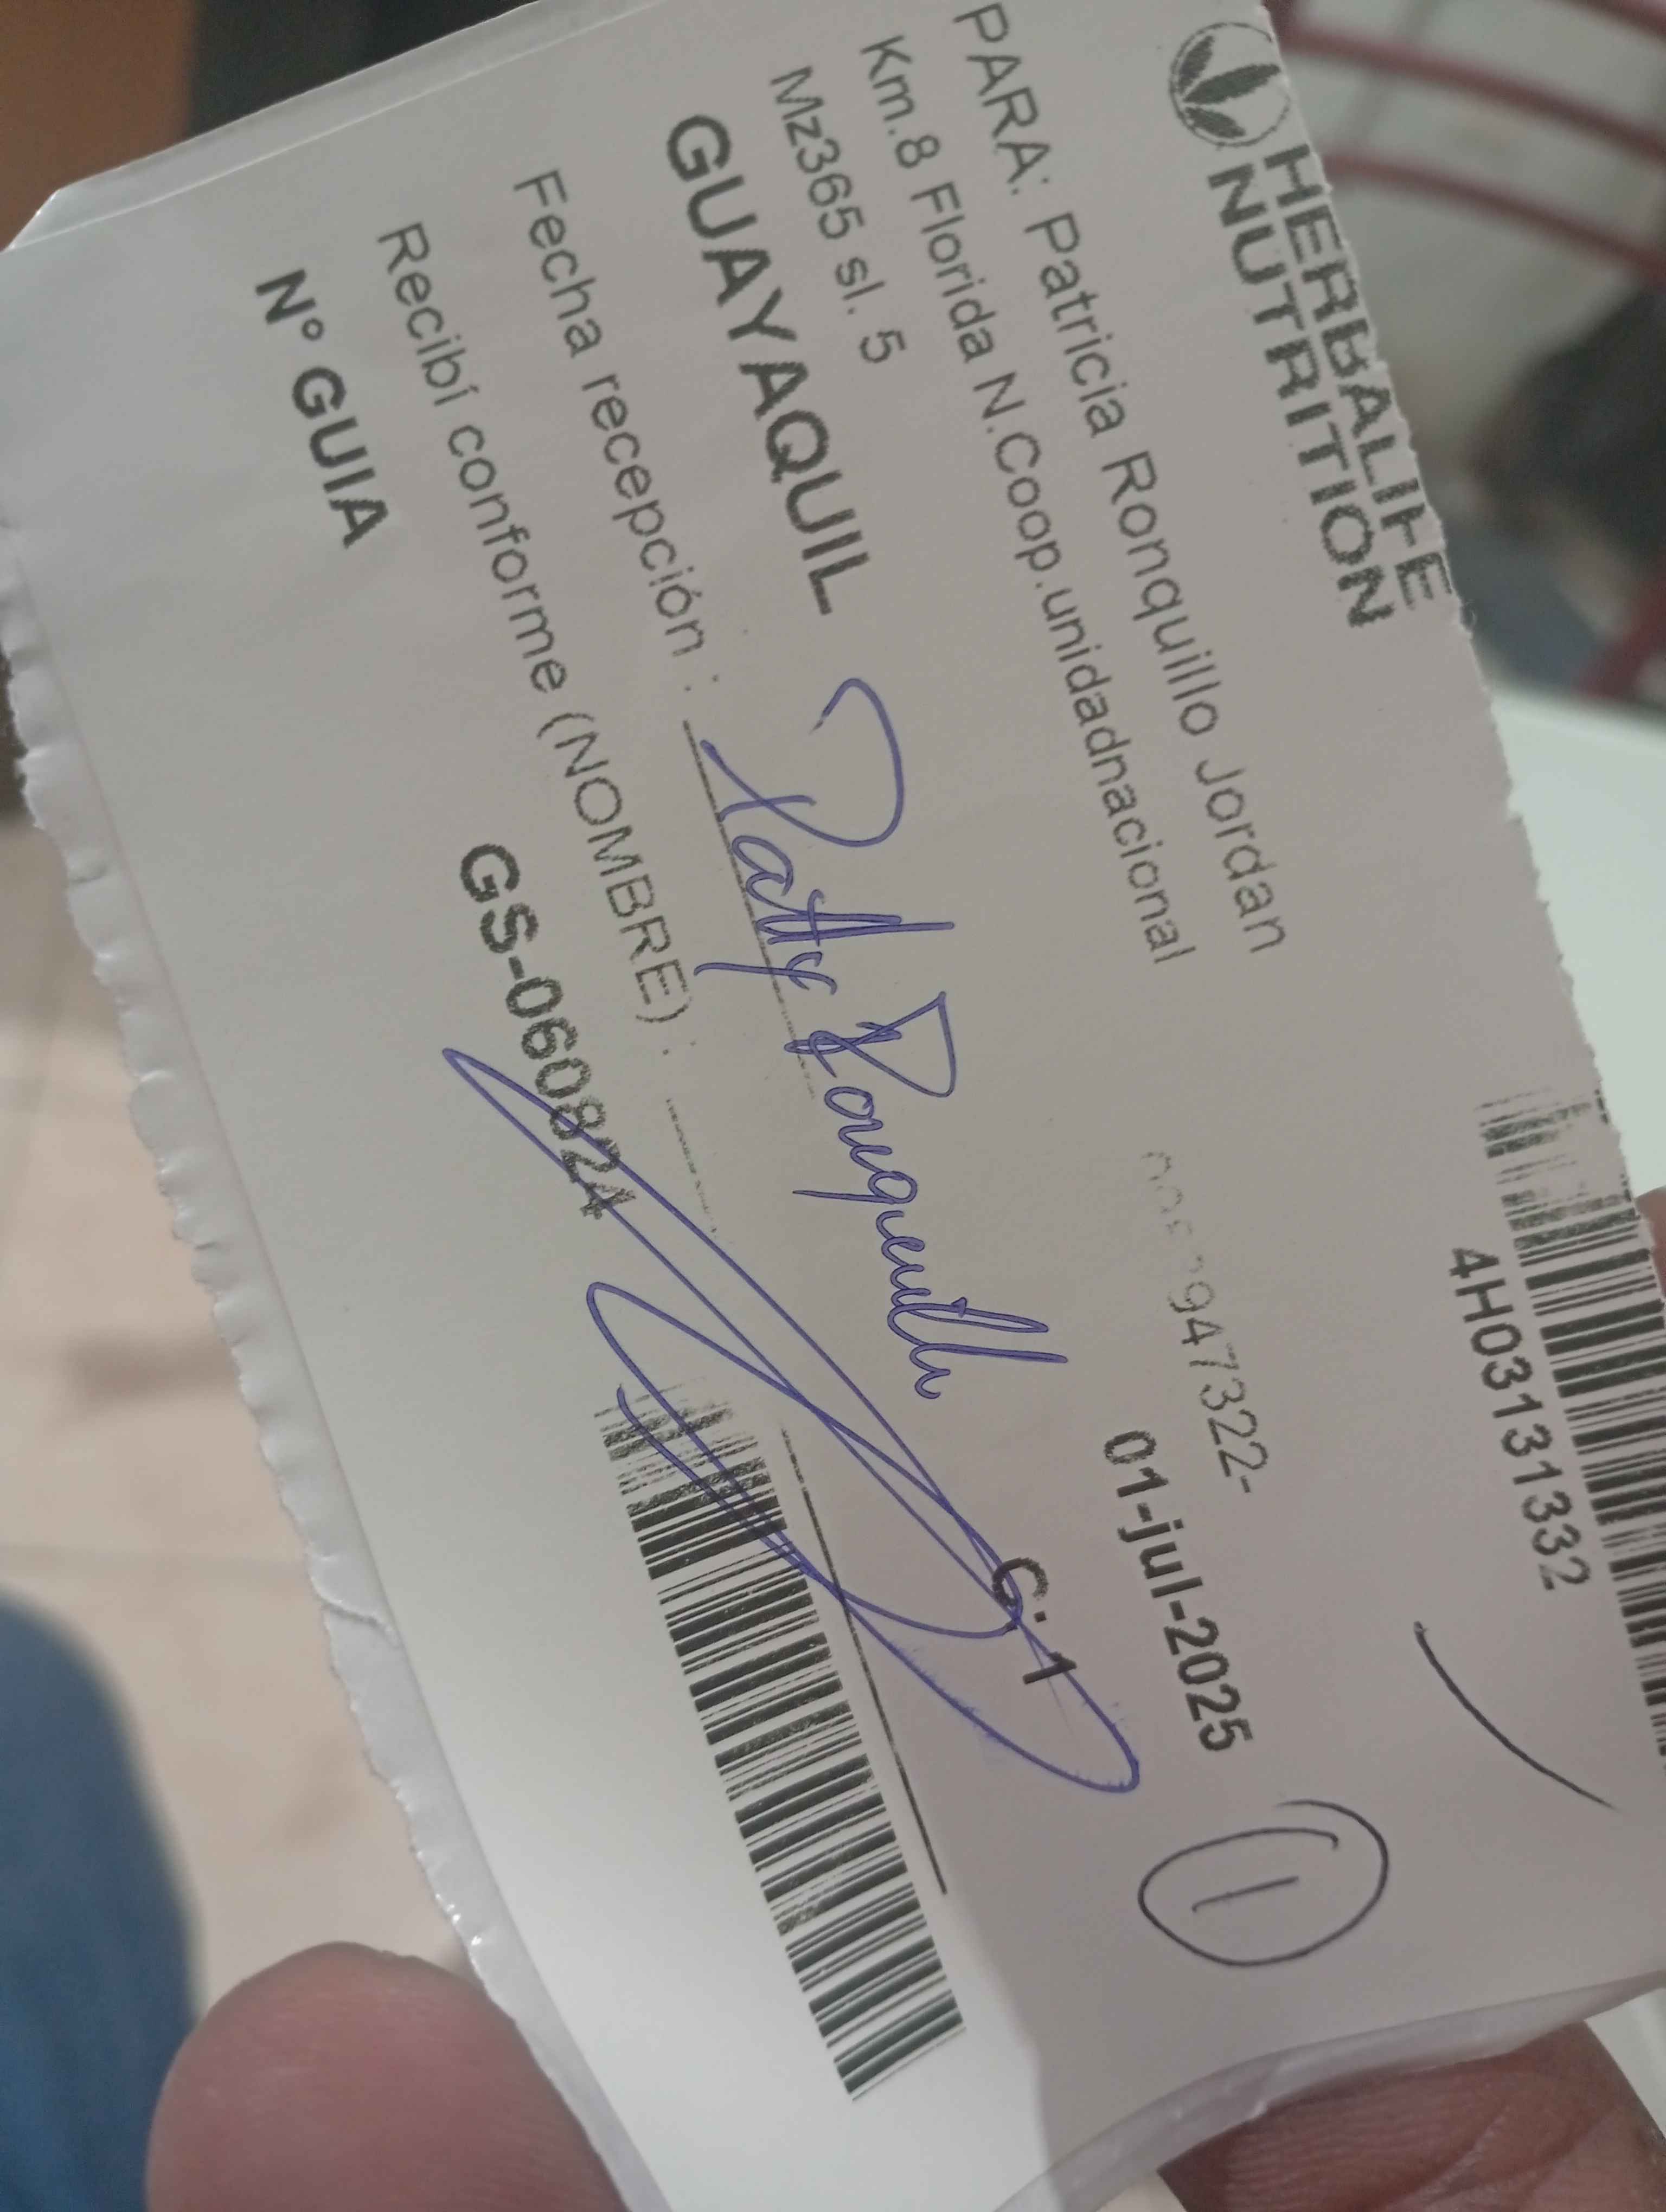 HERBALIFE
NUTRITION
4H03131332
PARA: Patricia Ronquillo Jordan
947322-
Km.8 Florida N.Coop.unidadnacional
01-jul-2025
1
Mz365 sl. 5
GUAYAQUIL
C. 1
Fecha recepción :
Patty Ronquillo
Recibí conforme (NOMBRE) :
N° GUIA
GS-060824